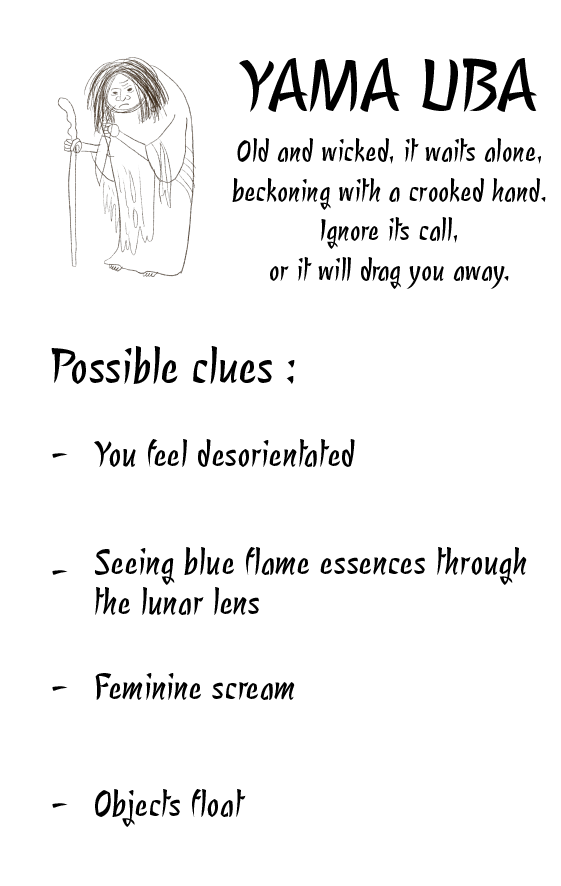 YAMA UBA
Old and wicked, it waits alone,
beckoning with a crooked hand.
Ignore its call,
or it will drag you away.
Possible clues :
- You feel desorientated
- Seeing blue flame essences through
the lunar lens
- Feminine scream
- Objects float